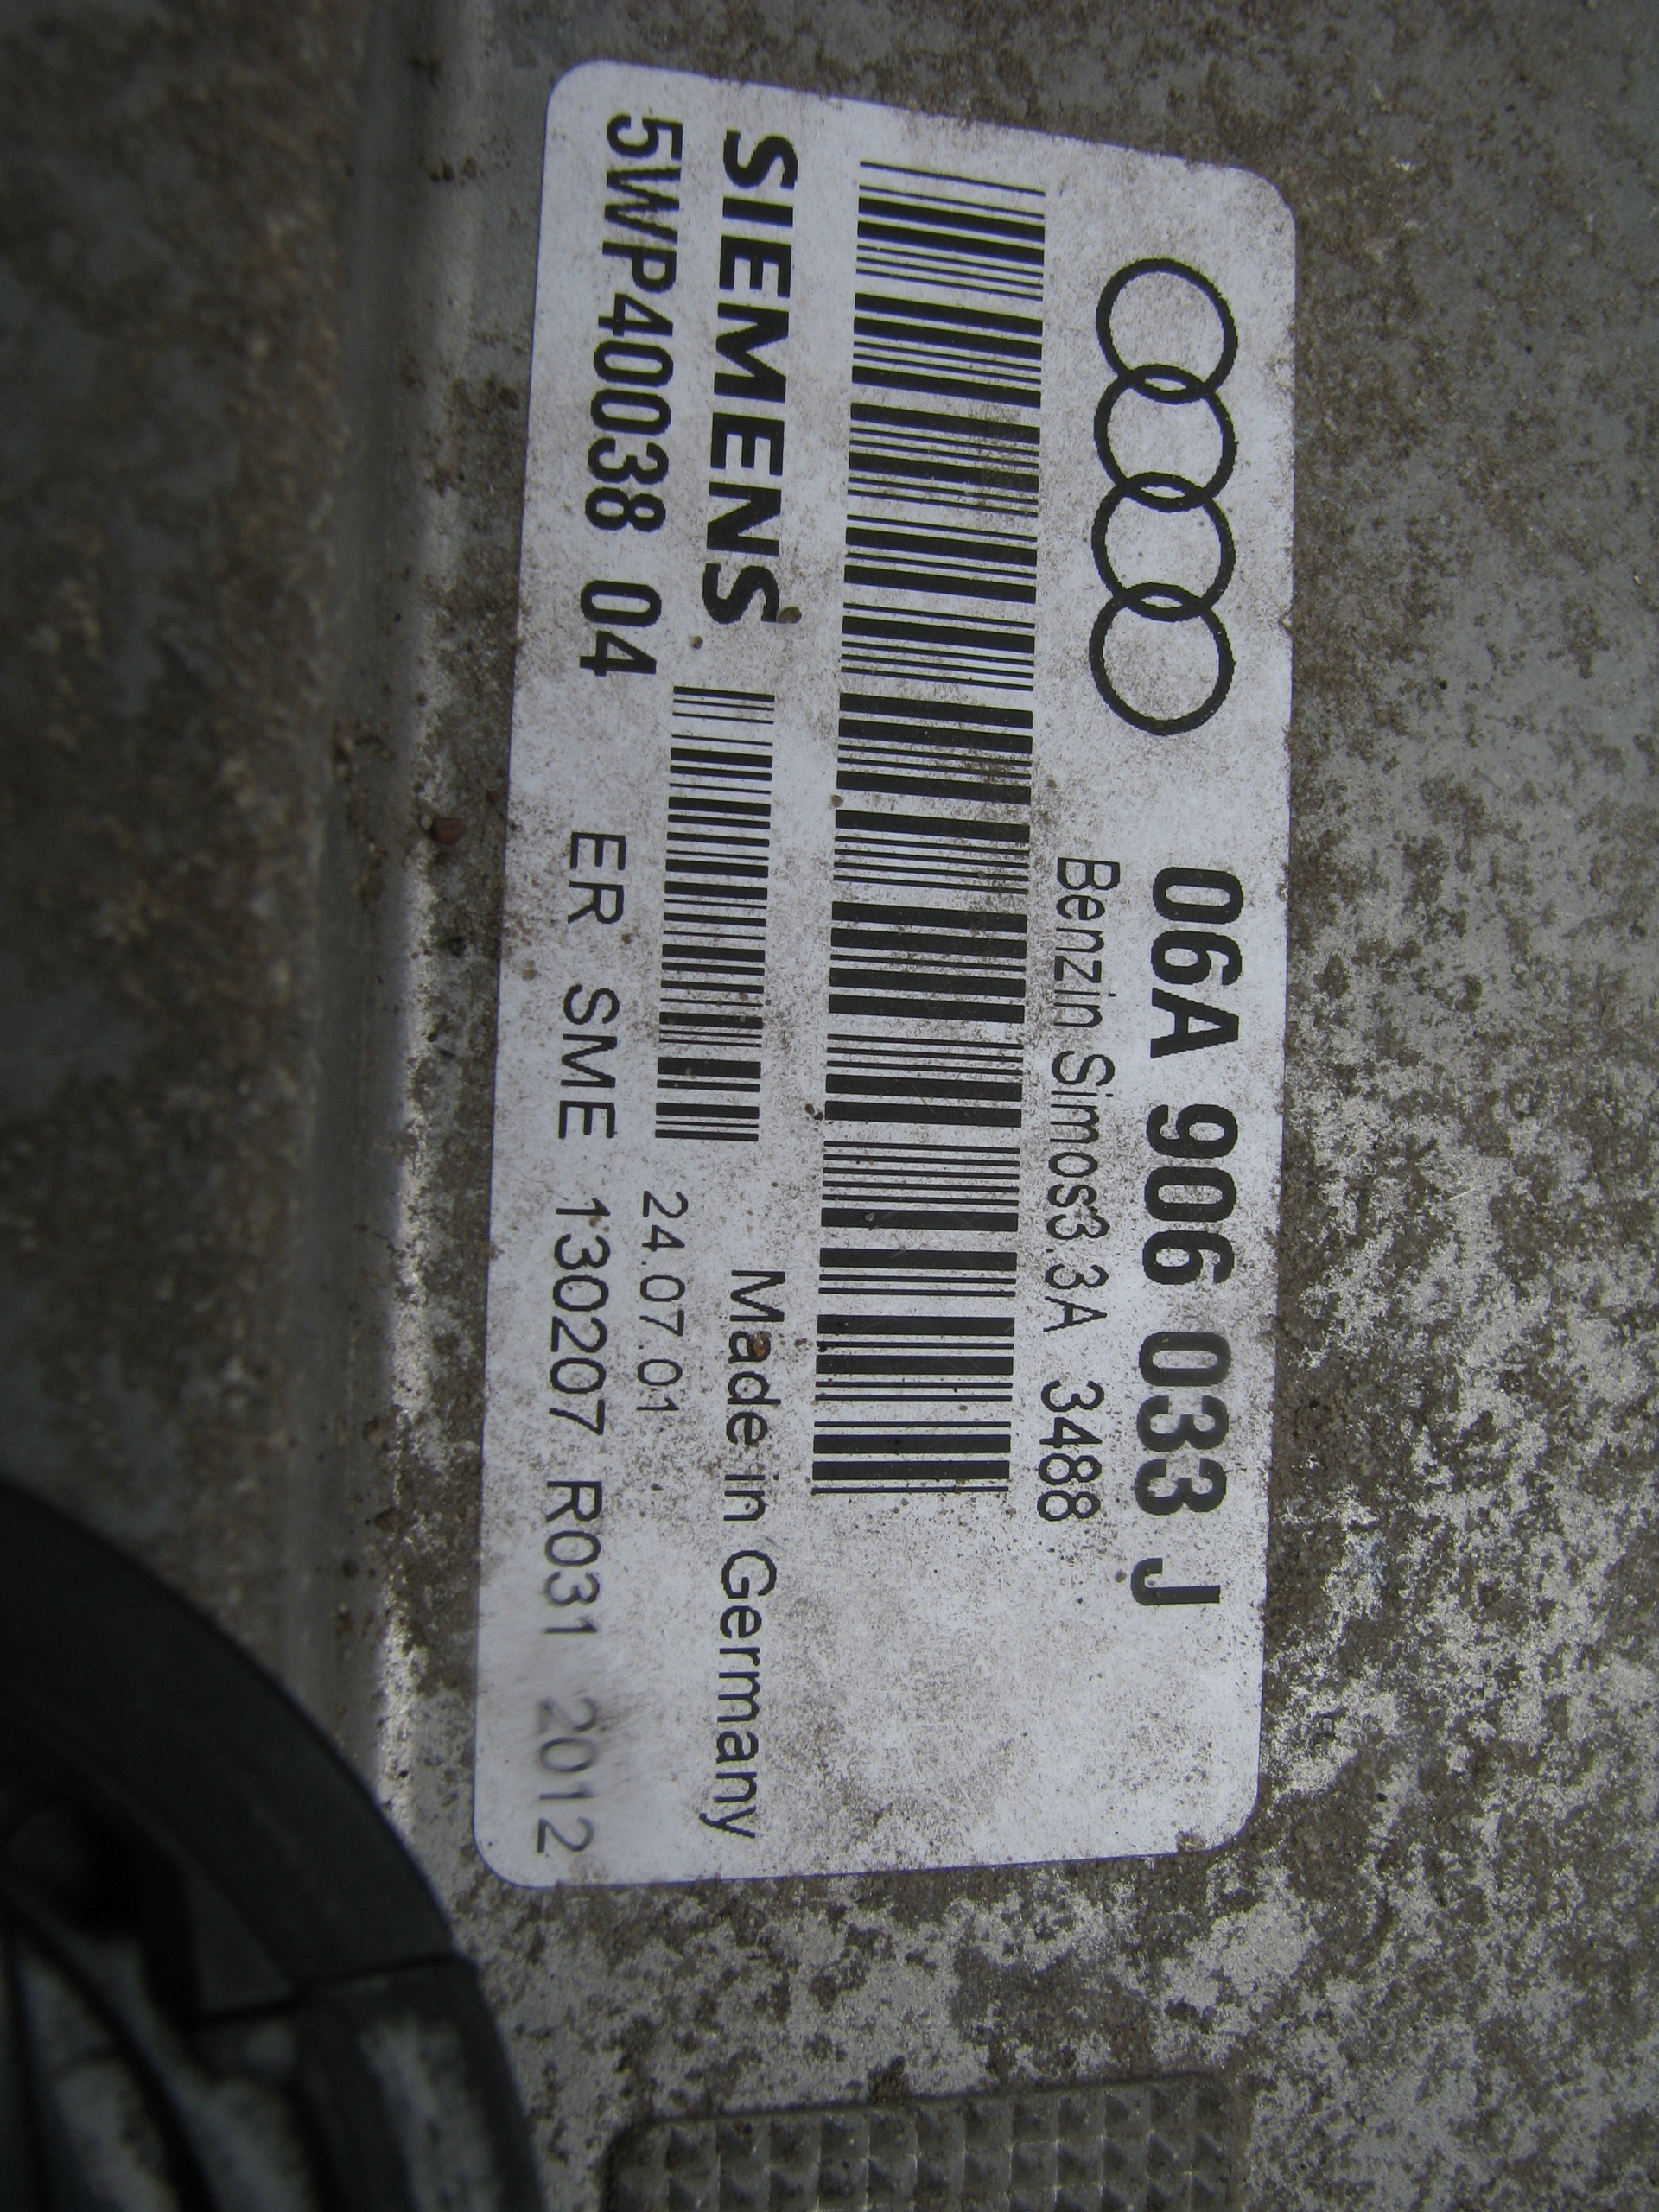 06A 906 033 J
Benzin Simos3.3A 3488
SIEMENS
Made in Germany
24.07.01
5WP40038 04
ER SME 130207 R031 2012